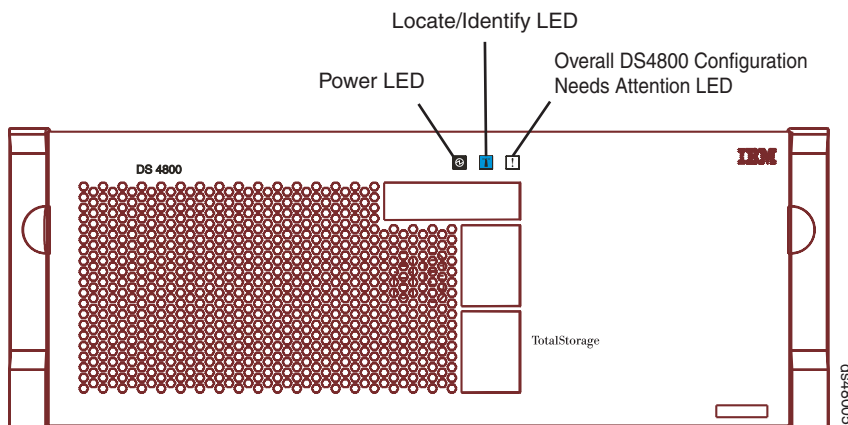 Locate/Identify LED
Overall DS4800 Configuration
Needs Attention LED
Power LED
DS 4800
IBM
TotalStorage
ds48005